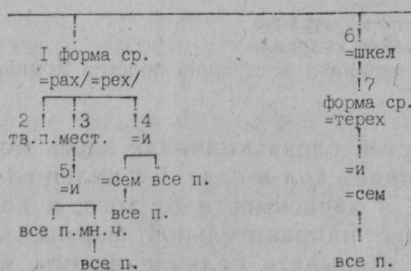 6!
I форма ср.
=шкел
=рах/=рех/
!7
2 ! !3 !4
форма ср.
тв.п.мест. =и
=терех
5!
=и =сем все п.
=и
! все п.
=сем
все п.мн.ч.
все п.
все п.